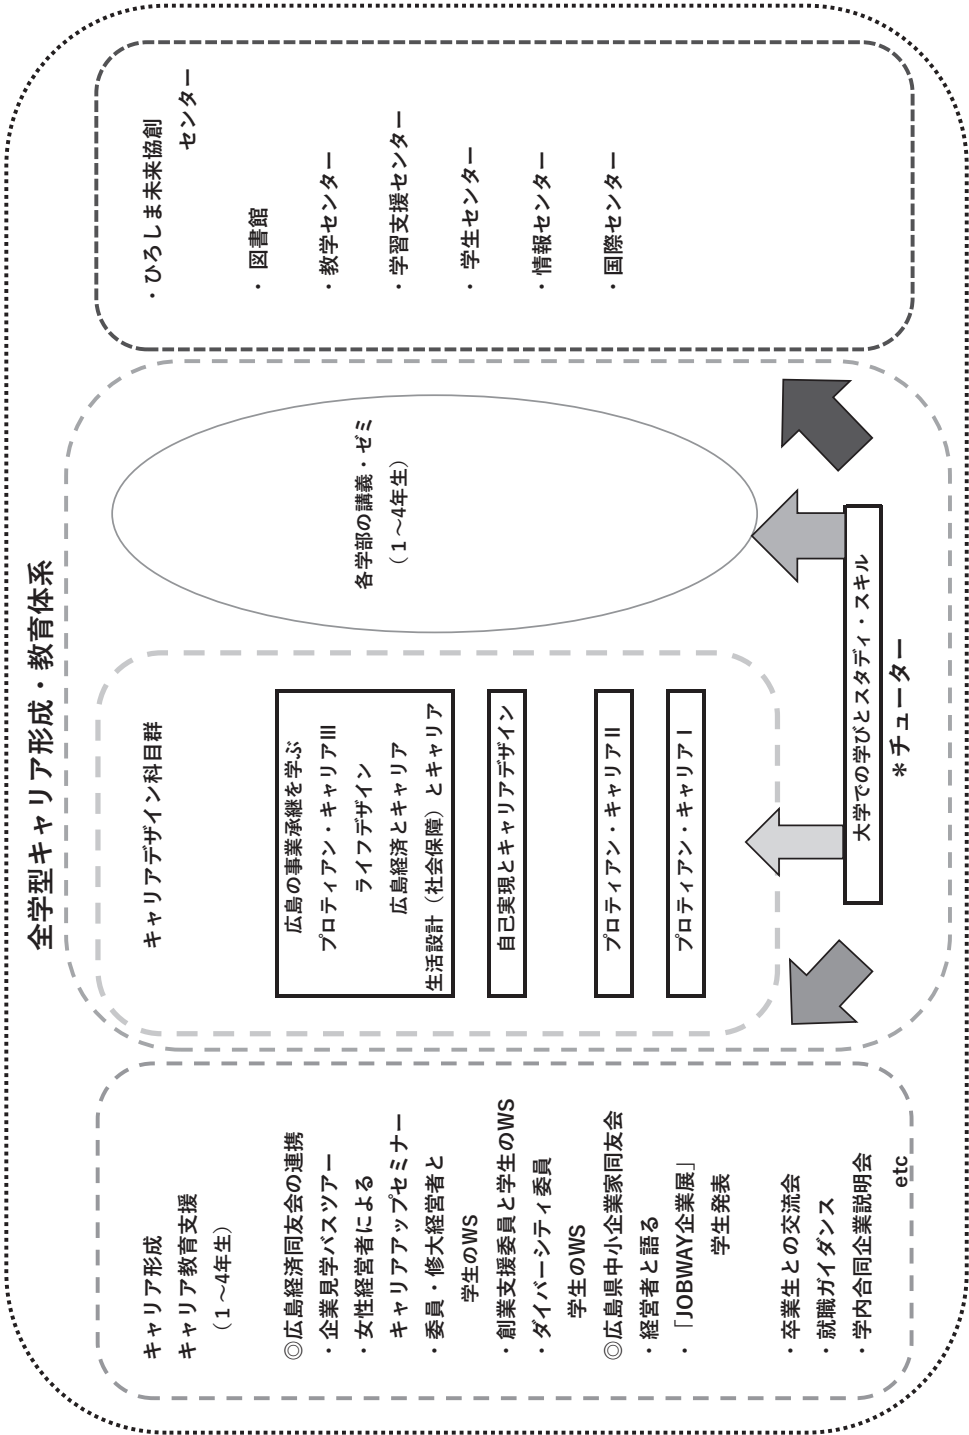 全学型キャリア形成・教育体系
キャリア形成
キャリア教育支援
（１〜4年生）
◎広島経済同友会の連携
・企業見学バスツアー
・女性経営者による
キャリアアップセミナー
・委員・修大経営者と
学生のWS
・創業支援委員と学生のWS
・ダイバーシティ委員
学生のWS
◎広島県中小企業家同友会
・経営者と語る
・「JOBWAY企業展」
学生発表
・卒業生との交流会
・就職ガイダンス
・学内合同企業説明会
etc
キャリアデザイン科目群
広島の事業承継を学ぶ
プロティアン・キャリアⅢ
ライフデザイン
広島経済とキャリア
生活設計（社会保障）とキャリア
自己実現とキャリアデザイン
プロティアン・キャリアⅡ
プロティアン・キャリアⅠ
各学部の講義・ゼミ
（１〜4年生）
大学での学びとスタディ・スキル
＊チューター
・ひろしま未来協創
センター
・図書館
・教学センター
・学習支援センター
・学生センター
・情報センター
・国際センター